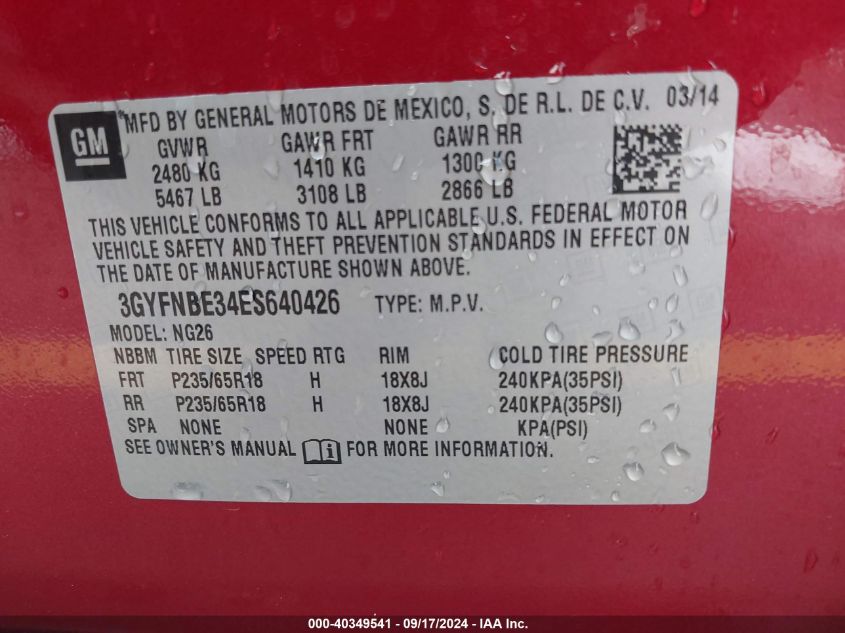 GM
*MFD BY GENERAL MOTORS DE MEXICO, S. DE R.L. DE C.V. 03/14
GVWR GAWR FRT GAWR RR
2480 KG 1410 KG 1300 KG
5467 LB 3108 LB 2866 LB
THIS VEHICLE CONFORMS TO ALL APPLICABLE U.S. FEDERAL MOTOR
VEHICLE SAFETY AND THEFT PREVENTION STANDARDS IN EFFECT ON
THE DATE OF MANUFACTURE SHOWN ABOVE.
3GYFNBE34ES640426 TYPE: M.P.V.
MODEL: NG26
NBBM TIRE SIZE SPEED RTG RIM COLD TIRE PRESSURE
FRT P235/65R18 H 18X8J 240KPA(35PSI)
RR P235/65R18 H 18X8J 240KPA(35PSI)
SPA NONE NONE KPA(PSI)
SEE OWNER'S MANUAL FOR MORE INFORMATION.
000-40349541 - 09/17/2024 - IAA Inc.